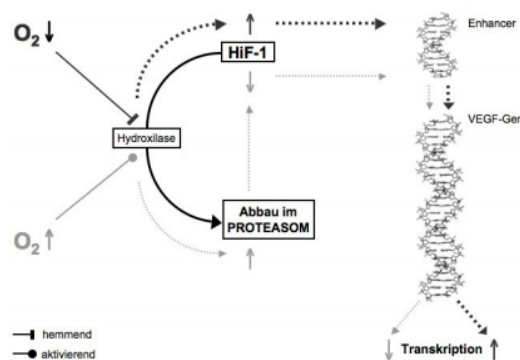 O2
HiF-1
Enhancer
Hydroxilase
VEGF-Gen
O2
Abbau im
PROTEASOM
hemmend
aktivierend
Transkription